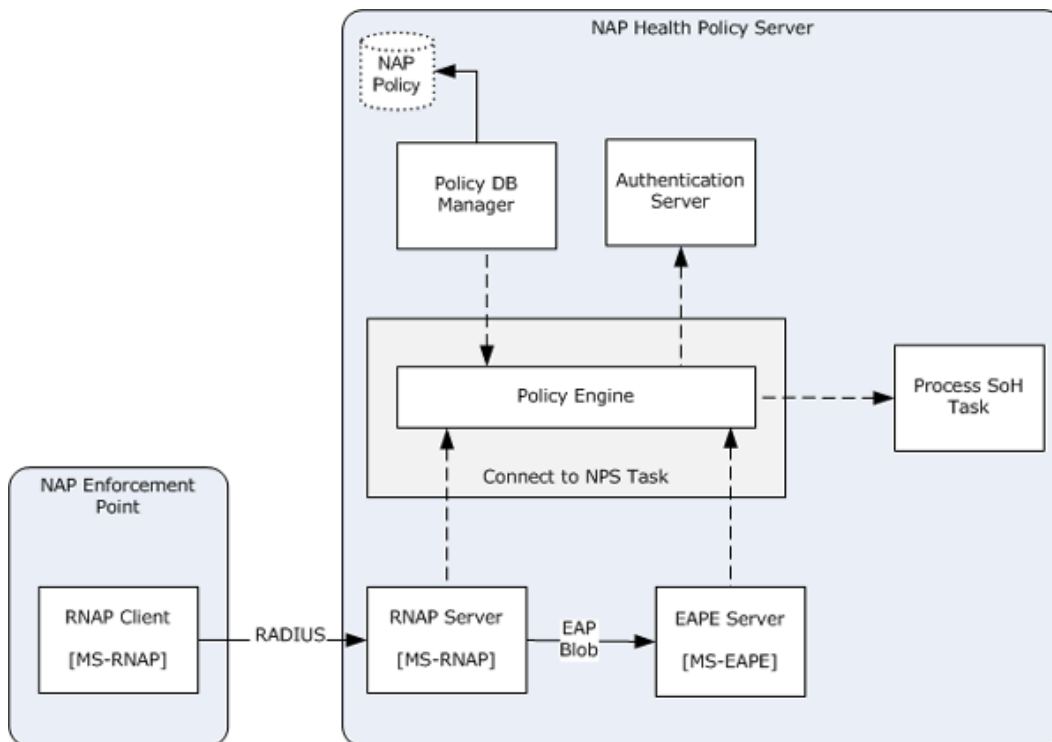 NAP Health Policy Server
NAP
Policy
Policy DB
Manager
Authentication
Server
Policy Engine
Process SoH
Task
Connect to NPS Task
NAP Enforcement
Point
RNAP Client
[MS-RNAP]
RADIUS
RNAP Server
[MS-RNAP]
EAP
Blob
EAPE Server
[MS-EAPE]